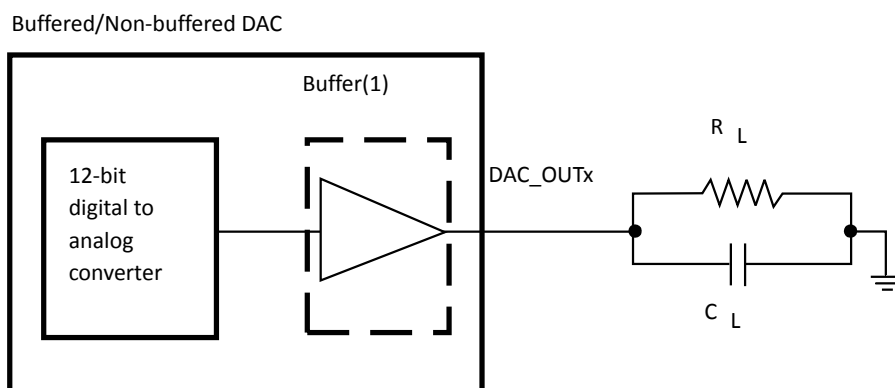 Buffered/Non-buffered DAC
Buffer(1)
R L
12-bit
digital to
analog
converter
DAC_OUTx
C L